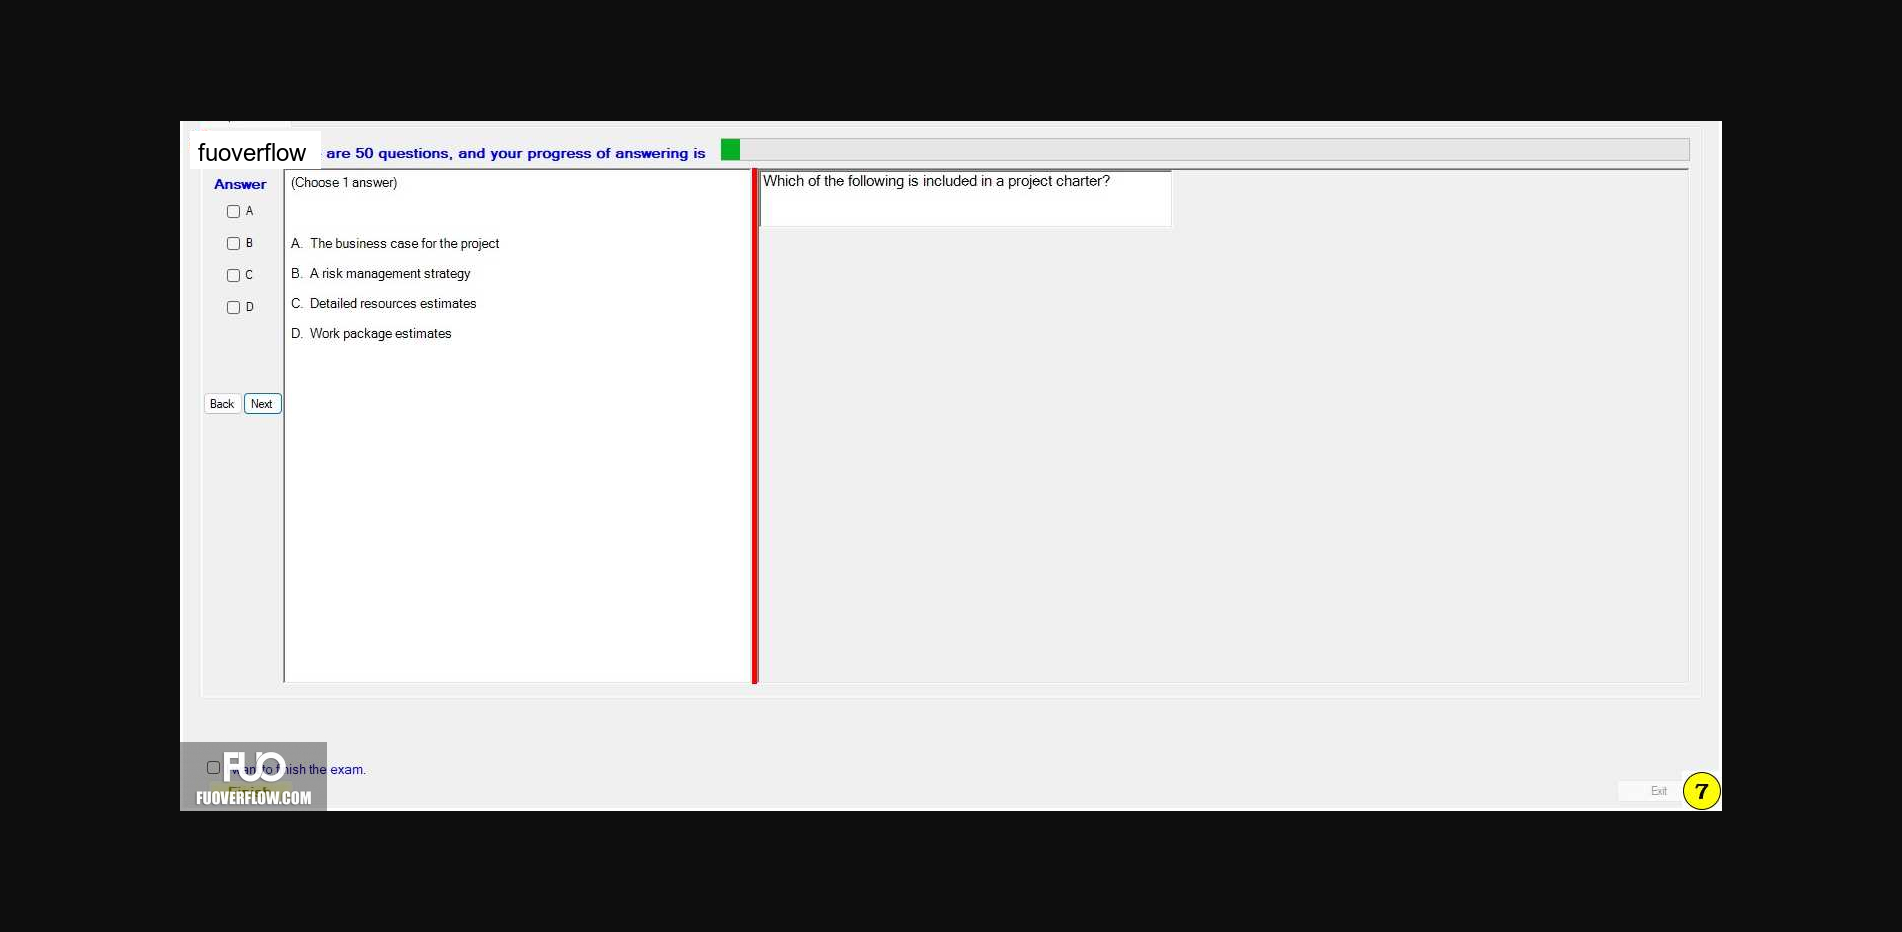 fuoverflow are 50 questions, and your progress of answering is
Answer
A
B
C
D
Back Next
(Choose 1 answer)
A. The business case for the project
B. A risk management strategy
C. Detailed resources estimates
D. Work package estimates
Which of the following is included in a project charter?
FUO
to finish the exam.
Finish
FUOVERFLOW.COM
Exit
7